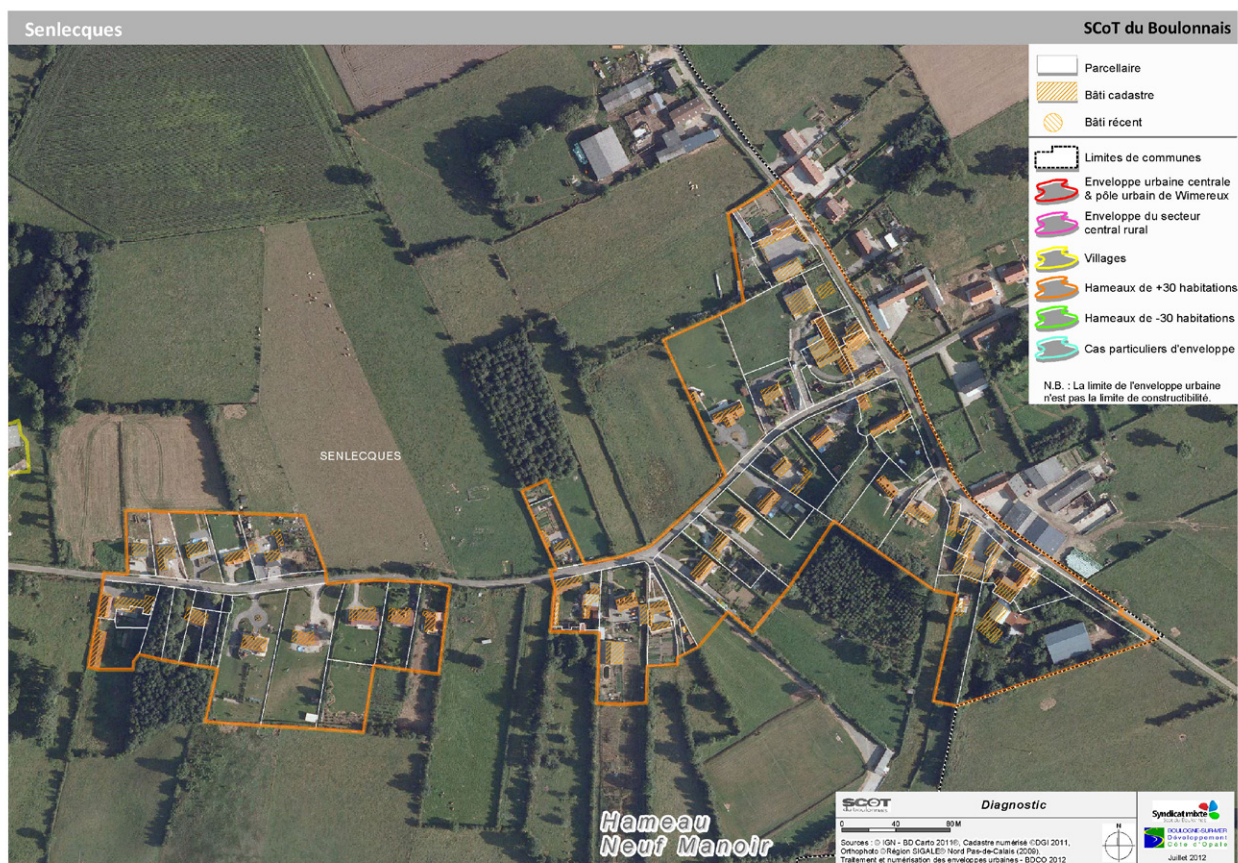 Senlecques
SCoT du Boulonnais
Parcellaire
Bâti cadastre
Bâti récent
Limites de communes
Enveloppe urbaine centrale
& pôle urbain de Wimereux
Enveloppe du secteur
central rural
Villages
Hameaux de +30 habitations
Hameaux de -30 habitations
Cas particuliers d'enveloppe
N.B. : La limite de l'enveloppe urbaine
n'est pas la limite de constructibilité.
SENLECQUES
Hameau
Neuf Manoir
SCOT
du boulonnais
Diagnostic
0 40 80 M
Sources : © IGN - BD Carto 2011®, Cadastre numérisé ©DGI 2011,
Orthophoto ©Région SIGALE® Nord Pas-de-Calais (2009).
Traitement et numérisation des enveloppes urbaines - BDCO 2012
N
Syndicat mixte
BOULOGNE-SUR-MER
Développement
Côte d'Opale
Juillet 2012